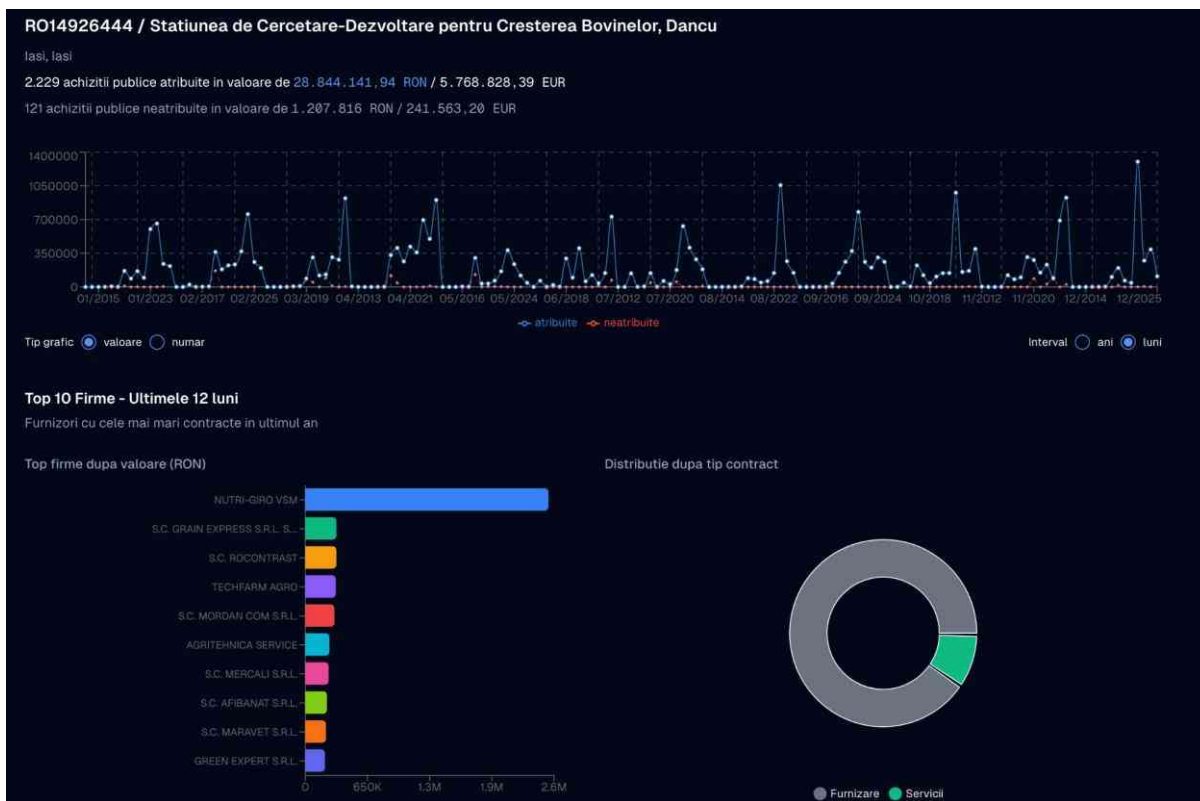 RO14926444 / Statiunea de Cercetare-Dezvoltare pentru Cresterea Bovinelor, Dancu
Iasi, Iasi
2.229 achizitii publice atribuite in valoare de 28.844.141,94 RON / 5.768.828,39 EUR
121 achizitii publice neatribuite in valoare de 1.207.816 RON / 241.563,20 EUR
1400000
1050000
700000
350000
0
01/2015 01/2023 02/2017 02/2025 03/2019 04/2013 04/2021 05/2016 05/2024 06/2018 07/2012 07/2020 08/2014 08/2022 09/2016 09/2024 10/2018 11/2012 11/2020 12/2014 12/2025
atribuite neatribuite
Tip grafic valoare numar Interval ani luni
Top 10 Firme - Ultimele 12 luni
Furnizori cu cele mai mari contracte in ultimul an
Top firme dupa valoare (RON) Distributie dupa tip contract
NUTRI-GIRO VSM
S.C. GRAIN EXPRESS S.R.L. S...
S.C. ROCONTRAST
TECHFARM AGRO
S.C. MORDAN COM S.R.L.
AGRITEHNICA SERVICE
S.C. MERCALI S.R.L.
S.C. AFIBANAT S.R.L.
S.C. MARAVET S.R.L.
GREEN EXPERT S.R.L.
0 650K 1.3M 1.9M 2.6M
Furnizare Servicii